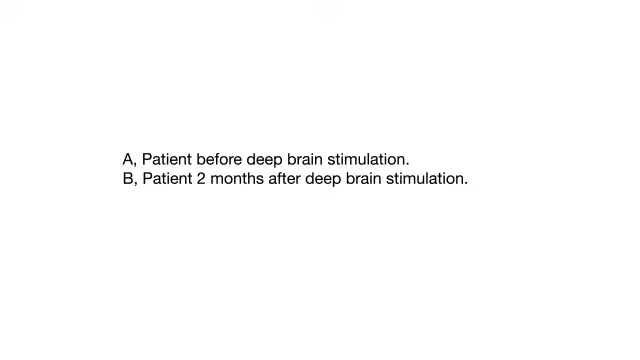 A, Patient before deep brain stimulation.
B, Patient 2 months after deep brain stimulation.